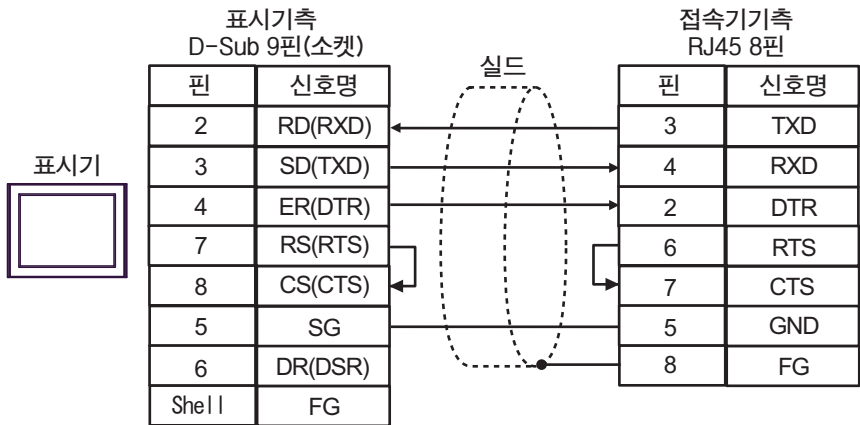 표시기측
D-Sub 9핀(소켓)
접속기기측
RJ45 8핀
실드
표시기
핀 신호명
2 RD(RXD)
3 SD(TXD)
4 ER(DTR)
7 RS(RTS)
8 CS(CTS)
5 SG
6 DR(DSR)
Shell FG
핀 신호명
3 TXD
4 RXD
2 DTR
6 RTS
7 CTS
5 GND
8 FG